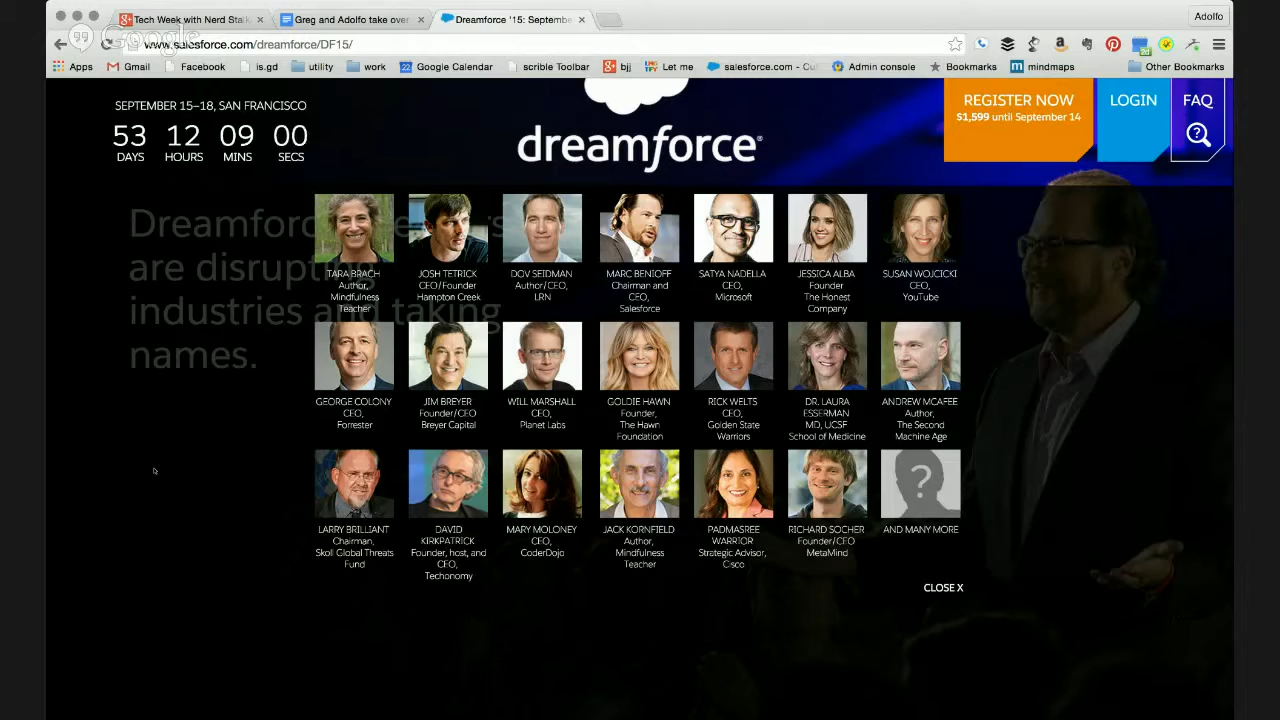 Tech Week with Nerd Stalk
Greg and Adolfo take over
Dreamforce '15: Septembe
Adolfo
Google
www.salesforce.com/dreamforce/DF15/
Apps
Gmail
Facebook
is.gd
utility
work
22
Google Calendar
scrible Toolbar
bjj
Let me
salesforce.com - Cu
Admin console
Bookmarks
mindmaps
Other Bookmarks
SEPTEMBER 15–18, SAN FRANCISCO
53 12 09 00
DAYS HOURS MINS SECS
dreamforce
REGISTER NOW
$1,599 until September 14
LOGIN
FAQ
Dreamforc
are disrupting
industries and taking
names.
TARA BRACH
Author,
Mindfulness
Teacher
JOSH TETRICK
CEO/Founder
Hampton Creek
DOV SEIDMAN
Author/CEO,
LRN
MARC BENIOFF
Chairman and
CEO,
Salesforce
SATYA NADELLA
CEO,
Microsoft
JESSICA ALBA
Founder
The Honest
Company
SUSAN WOJCICKI
CEO,
YouTube
GEORGE COLONY
CEO,
Forrester
JIM BREYER
Founder/CEO
Breyer Capital
WILL MARSHALL
CEO,
Planet Labs
GOLDIE HAWN
Founder,
The Hawn
Foundation
RICK WELTS
CEO,
Golden State
Warriors
DR. LAURA
ESSERMAN
MD, UCSF
School of Medicine
ANDREW MCAFEE
Author,
The Second
Machine Age
LARRY BRILLIANT
Chairman,
Skoll Global Threats
Fund
DAVID
KIRKPATRICK
Founder, host, and
CEO,
Techonomy
MARY MOLONEY
CEO,
CoderDojo
JACK KORNFIELD
Author,
Mindfulness
Teacher
PADMASREE
WARRIOR
Strategic Advisor,
Cisco
RICHARD SOCHER
Founder/CEO
MetaMind
?
AND MANY MORE
CLOSE X